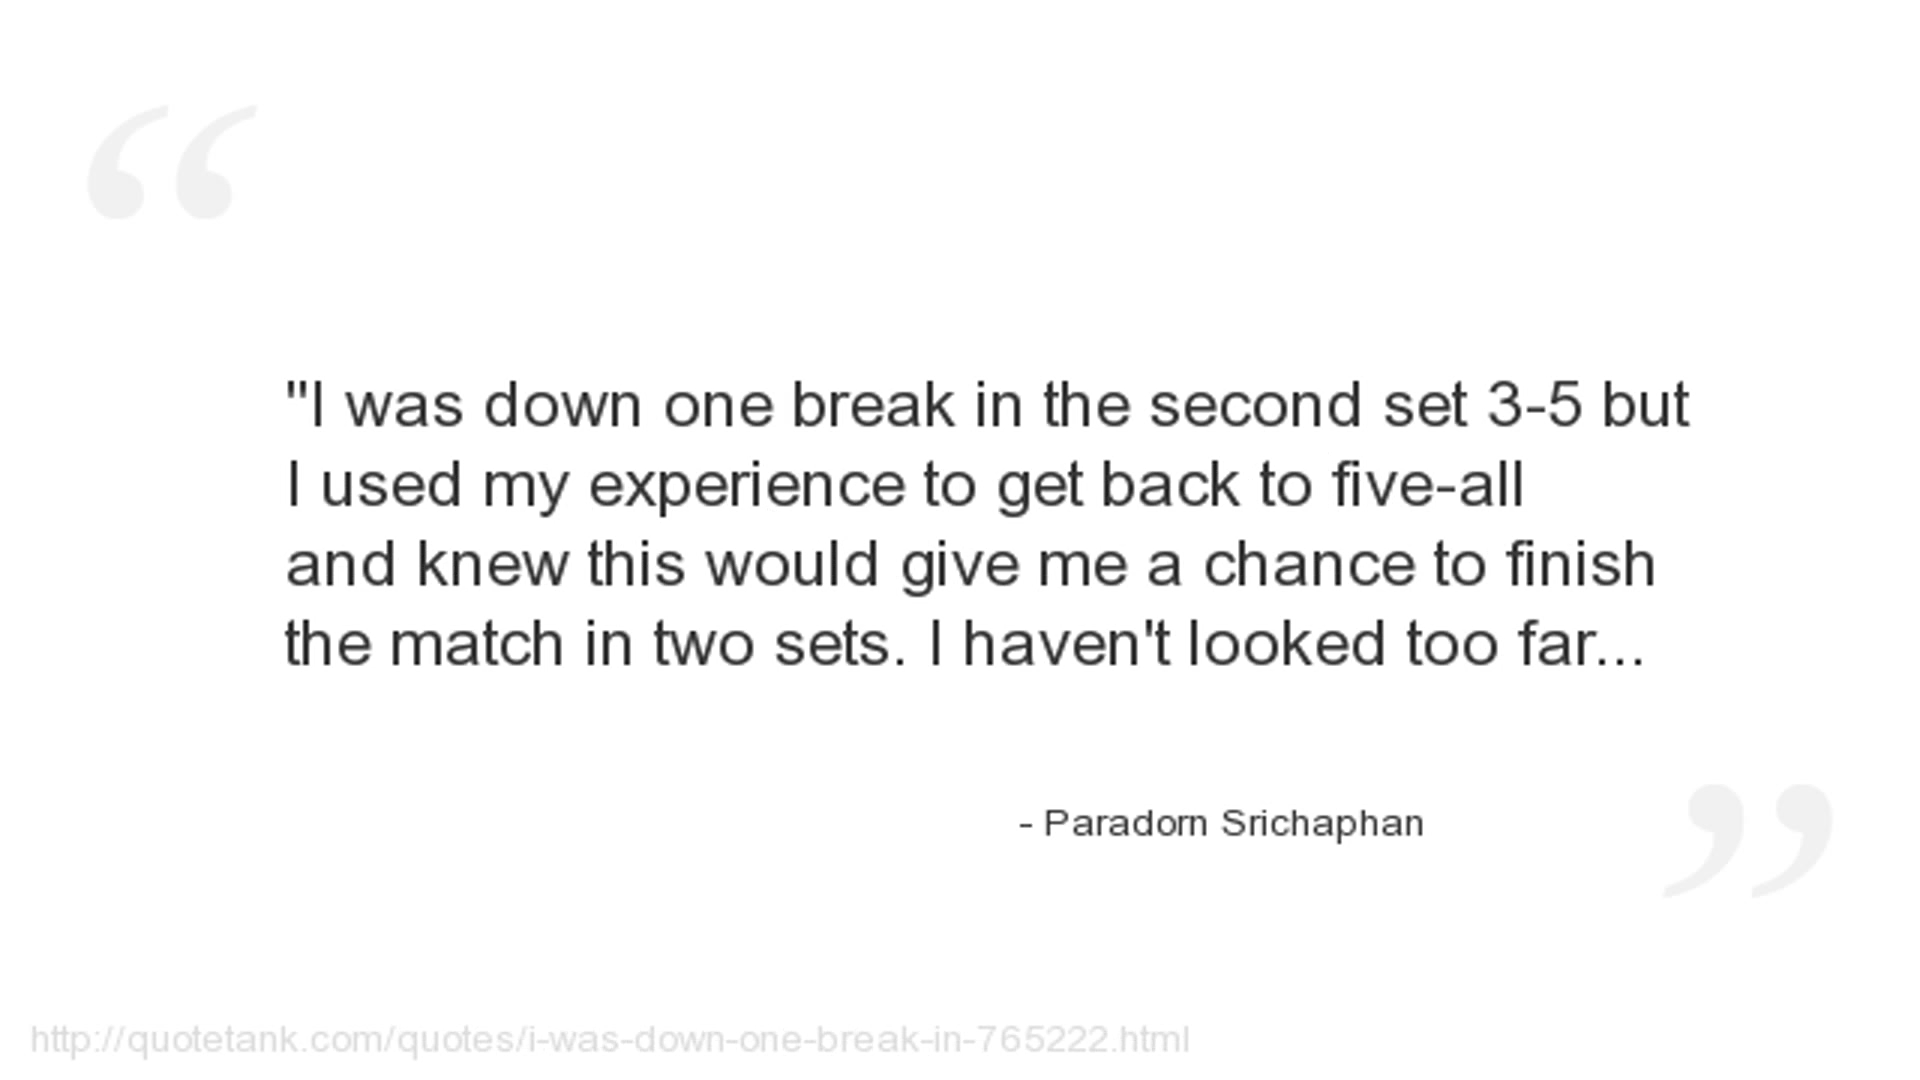 “
"I was down one break in the second set 3-5 but
I used my experience to get back to five-all
and knew this would give me a chance to finish
the match in two sets. I haven't looked too far...
- Paradorn Srichaphan
”
http://quotetank.com/quotes/i-was-down-one-break-in-765222.html